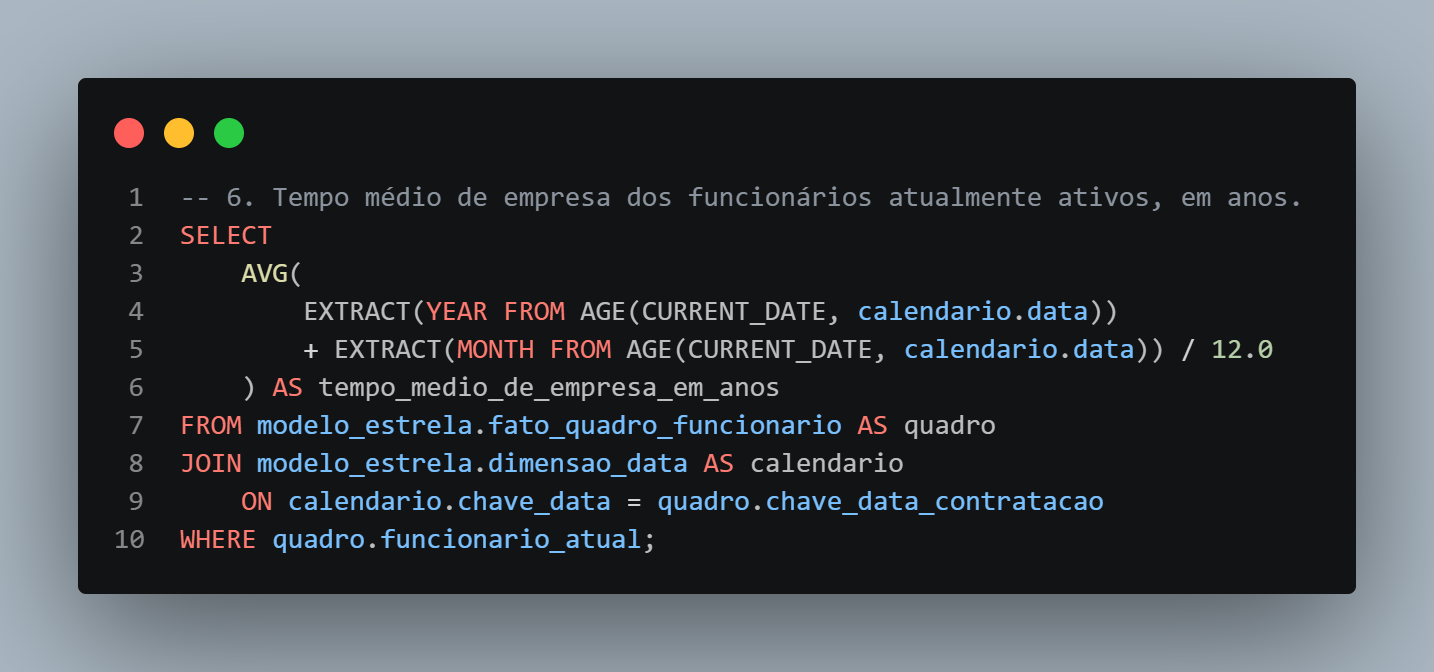 1 -- 6. Tempo médio de empresa dos funcionários atualmente ativos, em anos.
2 SELECT
3     AVG(
4         EXTRACT(YEAR FROM AGE(CURRENT_DATE, calendario.data))
5         + EXTRACT(MONTH FROM AGE(CURRENT_DATE, calendario.data)) / 12.0
6     ) AS tempo_medio_de_empresa_em_anos
7 FROM modelo_estrela.fato_quadro_funcionario AS quadro
8 JOIN modelo_estrela.dimensao_data AS calendario
9     ON calendario.chave_data = quadro.chave_data_contratacao
10 WHERE quadro.funcionario_atual;